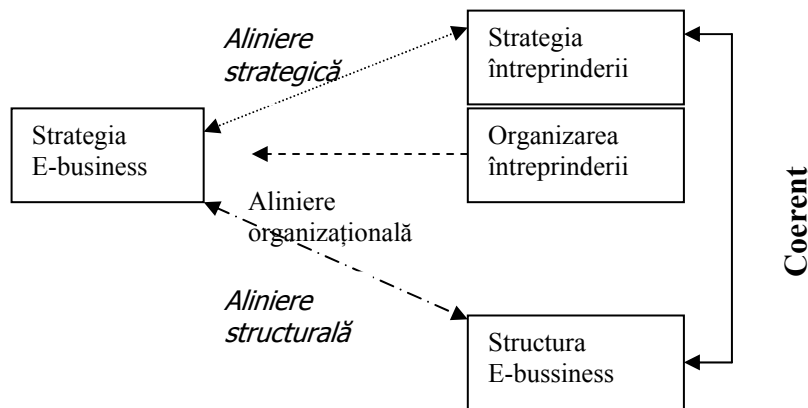 Aliniere
strategică
Strategia
întreprinderii
Strategia
E-business
Organizarea
întreprinderii
Aliniere
organizațională
Aliniere
structurală
Structura
E-bussiness
Coerent